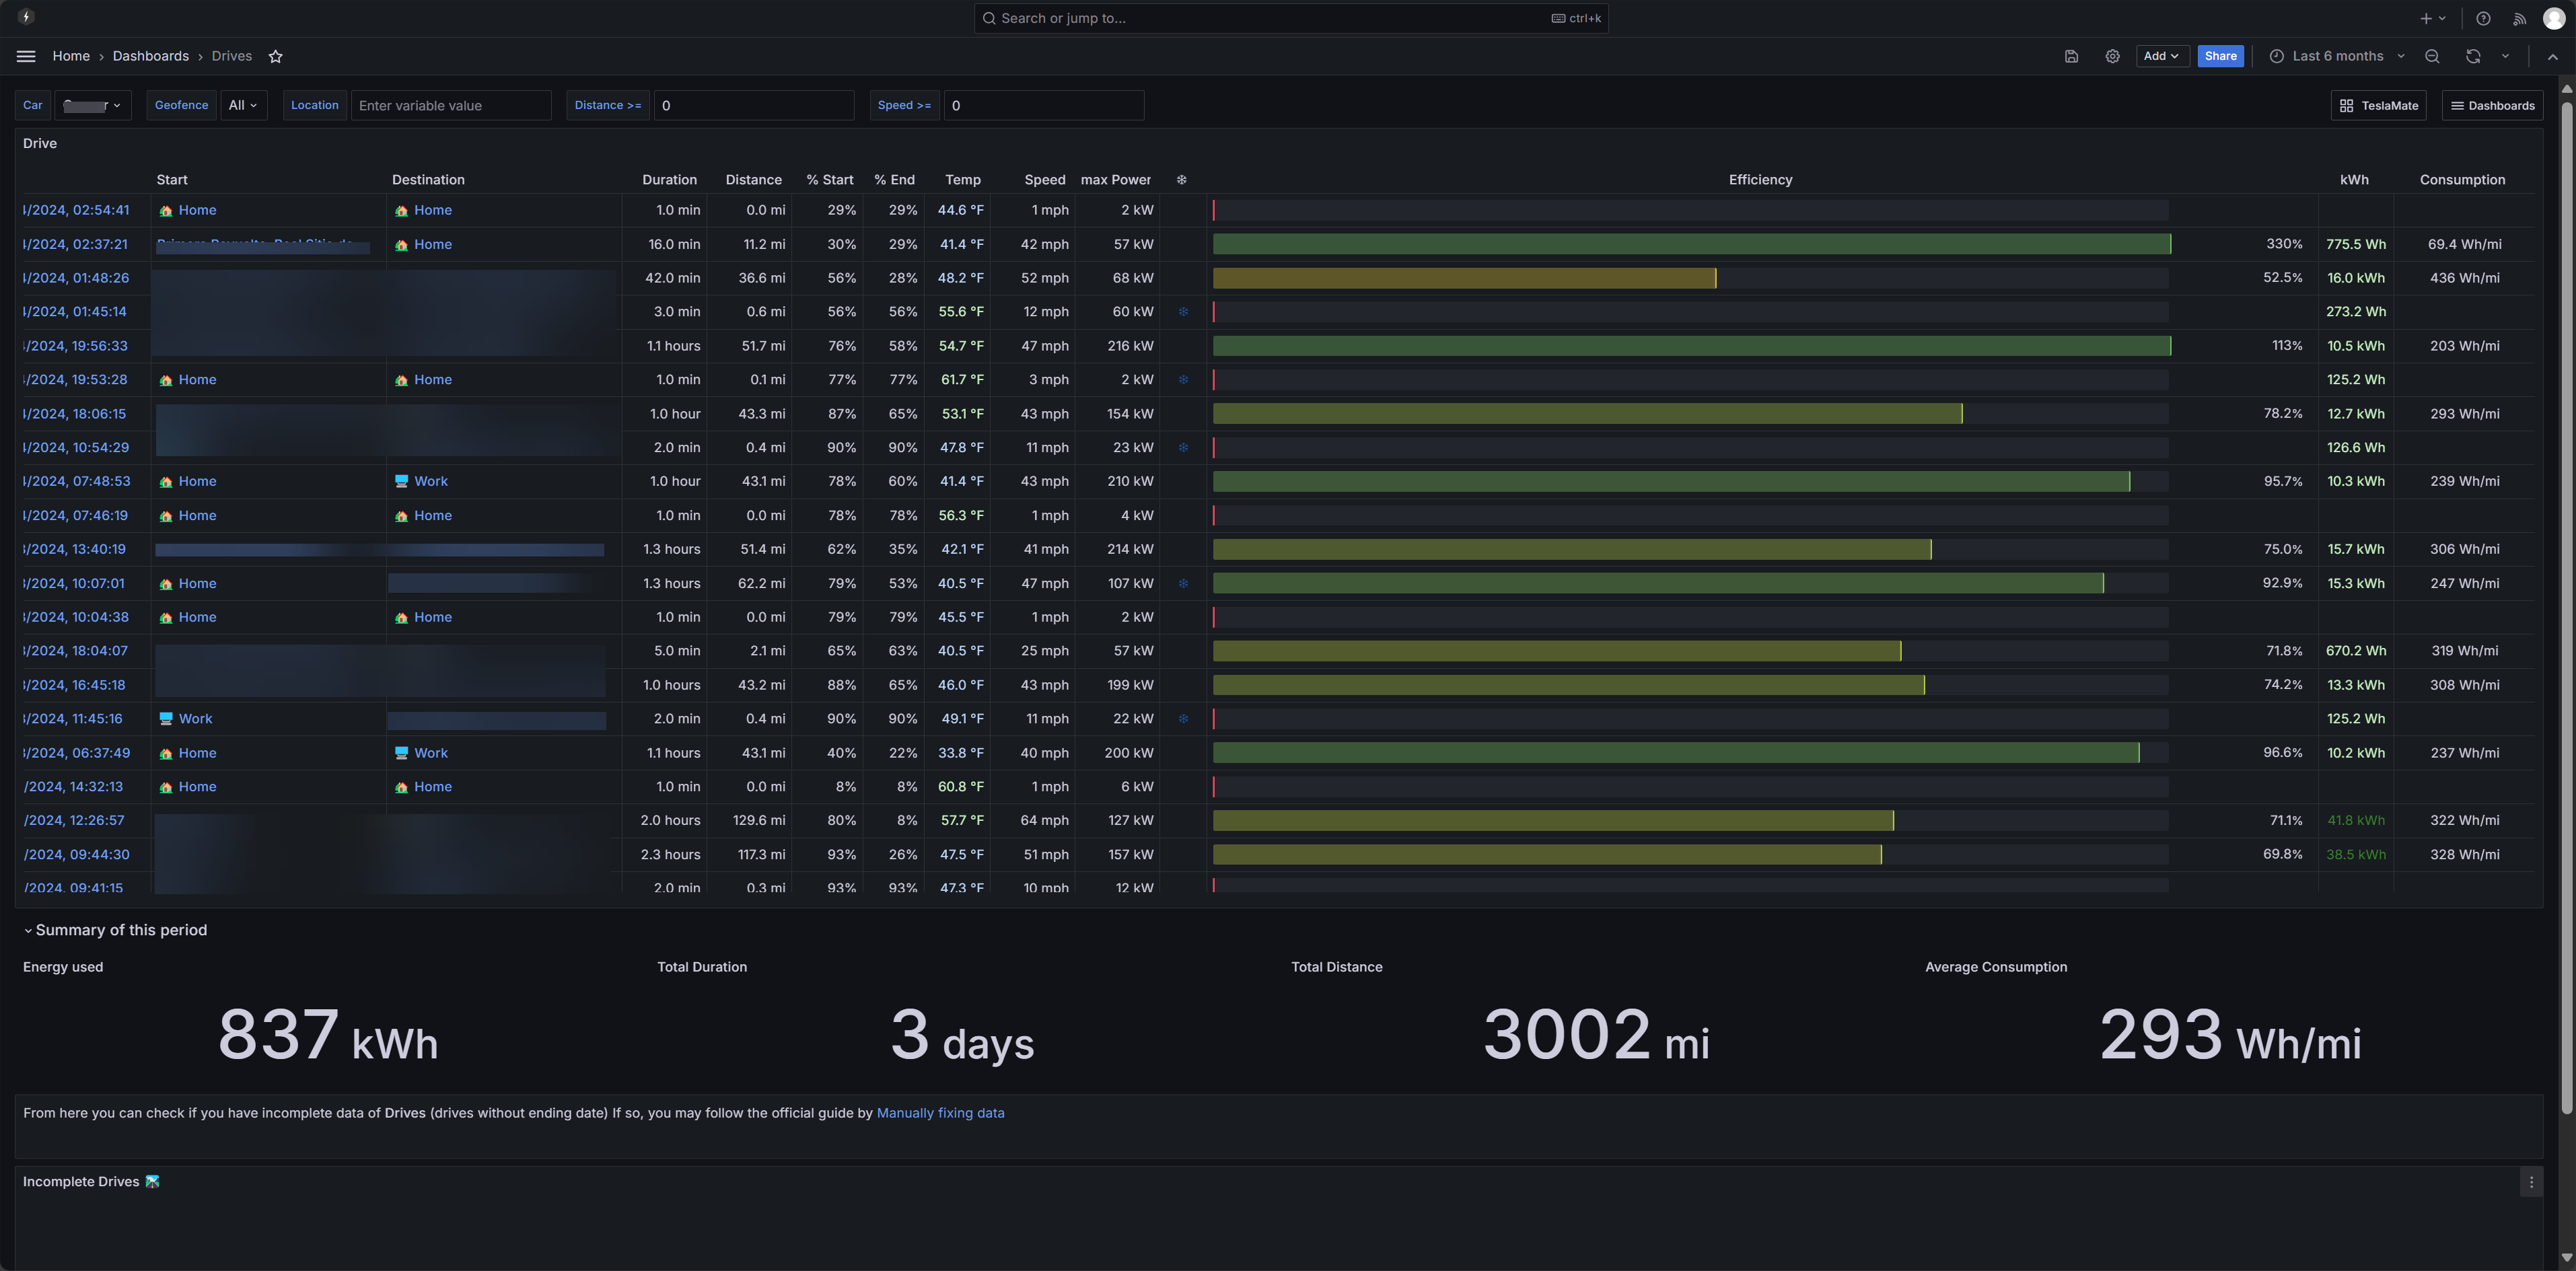 Search or jump to... ctrl+k
Home › Dashboards › Drives Add Share Last 6 months
Car Geofence All Location Enter variable value Distance >= 0 Speed >= 0 TeslaMate Dashboards
Drive
Start Destination Duration Distance % Start % End Temp Speed max Power ❄ Efficiency kWh Consumption
/2024, 02:54:41 Home Home 1.0 min 0.0 mi 29% 29% 44.6 °F 1 mph 2 kW
/2024, 02:37:21 Home 16.0 min 11.2 mi 30% 29% 41.4 °F 42 mph 57 kW 330% 775.5 Wh 69.4 Wh/mi
/2024, 01:48:26 42.0 min 36.6 mi 56% 28% 48.2 °F 52 mph 68 kW 52.5% 16.0 kWh 436 Wh/mi
/2024, 01:45:14 3.0 min 0.6 mi 56% 56% 55.6 °F 12 mph 60 kW ❄ 273.2 Wh
/2024, 19:56:33 1.1 hours 51.7 mi 76% 58% 54.7 °F 47 mph 216 kW 113% 10.5 kWh 203 Wh/mi
/2024, 19:53:28 Home Home 1.0 min 0.1 mi 77% 77% 61.7 °F 3 mph 2 kW ❄ 125.2 Wh
/2024, 18:06:15 1.0 hour 43.3 mi 87% 65% 53.1 °F 43 mph 154 kW 78.2% 12.7 kWh 293 Wh/mi
/2024, 10:54:29 2.0 min 0.4 mi 90% 90% 47.8 °F 11 mph 23 kW ❄ 126.6 Wh
/2024, 07:48:53 Home Work 1.0 hour 43.1 mi 78% 60% 41.4 °F 43 mph 210 kW 95.7% 10.3 kWh 239 Wh/mi
/2024, 07:46:19 Home Home 1.0 min 0.0 mi 78% 78% 56.3 °F 1 mph 4 kW
/2024, 13:40:19 1.3 hours 51.4 mi 62% 35% 42.1 °F 41 mph 214 kW 75.0% 15.7 kWh 306 Wh/mi
/2024, 10:07:01 Home 1.3 hours 62.2 mi 79% 53% 40.5 °F 47 mph 107 kW ❄ 92.9% 15.3 kWh 247 Wh/mi
/2024, 10:04:38 Home Home 1.0 min 0.0 mi 79% 79% 45.5 °F 1 mph 2 kW
/2024, 18:04:07 5.0 min 2.1 mi 65% 63% 40.5 °F 25 mph 57 kW 71.8% 670.2 Wh 319 Wh/mi
/2024, 16:45:18 1.0 hours 43.2 mi 88% 65% 46.0 °F 43 mph 199 kW 74.2% 13.3 kWh 308 Wh/mi
/2024, 11:45:16 Work 2.0 min 0.4 mi 90% 90% 49.1 °F 11 mph 22 kW ❄ 125.2 Wh
/2024, 06:37:49 Home Work 1.1 hours 43.1 mi 40% 22% 33.8 °F 40 mph 200 kW 96.6% 10.2 kWh 237 Wh/mi
/2024, 14:32:13 Home Home 1.0 min 0.0 mi 8% 8% 60.8 °F 1 mph 6 kW
/2024, 12:26:57 2.0 hours 129.6 mi 80% 8% 57.7 °F 64 mph 127 kW 71.1% 41.8 kWh 322 Wh/mi
/2024, 09:44:30 2.3 hours 117.3 mi 93% 26% 47.5 °F 51 mph 157 kW 69.8% 38.5 kWh 328 Wh/mi
/2024, 09:41:15 2.0 min 0.3 mi 93% 93% 47.3 °F 10 mph 12 kW
Summary of this period
Energy used Total Duration Total Distance Average Consumption
837 kWh 3 days 3002 mi 293 Wh/mi
From here you can check if you have incomplete data of Drives (drives without ending date) If so, you may follow the official guide by Manually fixing data
Incomplete Drives